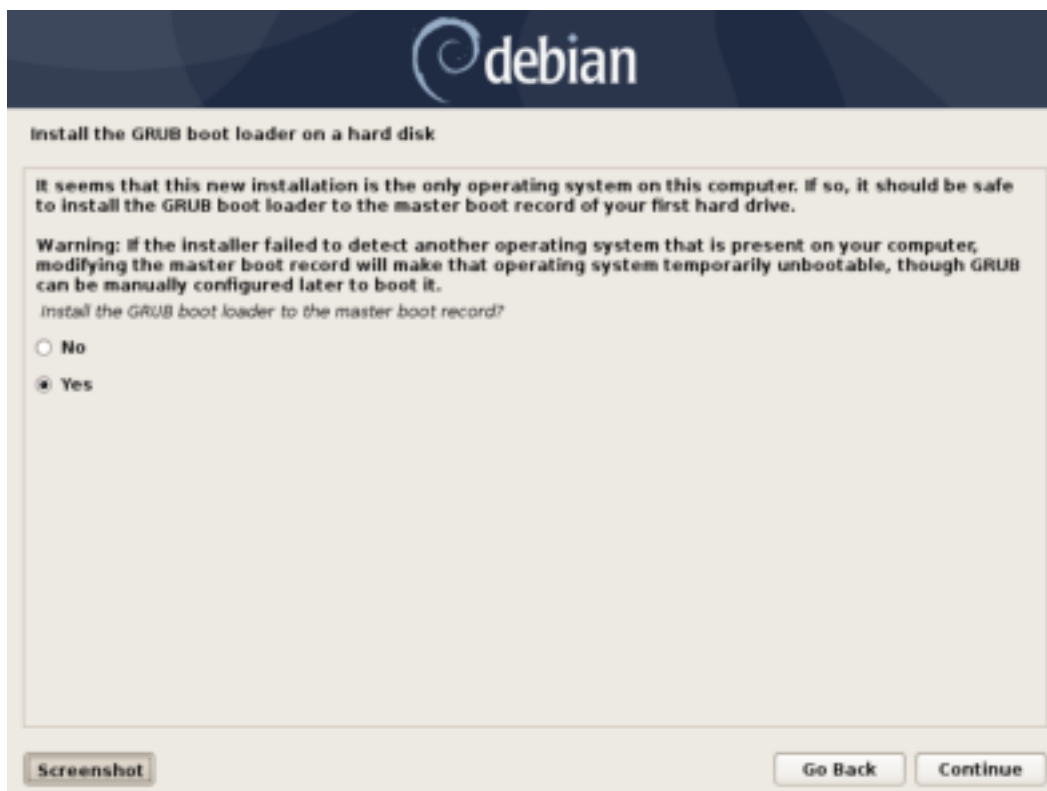 debian
Install the GRUB boot loader on a hard disk
It seems that this new installation is the only operating system on this computer. If so, it should be safe
to install the GRUB boot loader to the master boot record of your first hard drive.
Warning: If the installer failed to detect another operating system that is present on your computer,
modifying the master boot record will make that operating system temporarily unbootable, though GRUB
can be manually configured later to boot it.
Install the GRUB boot loader to the master boot record?
No
Yes
Screenshot
Go Back
Continue